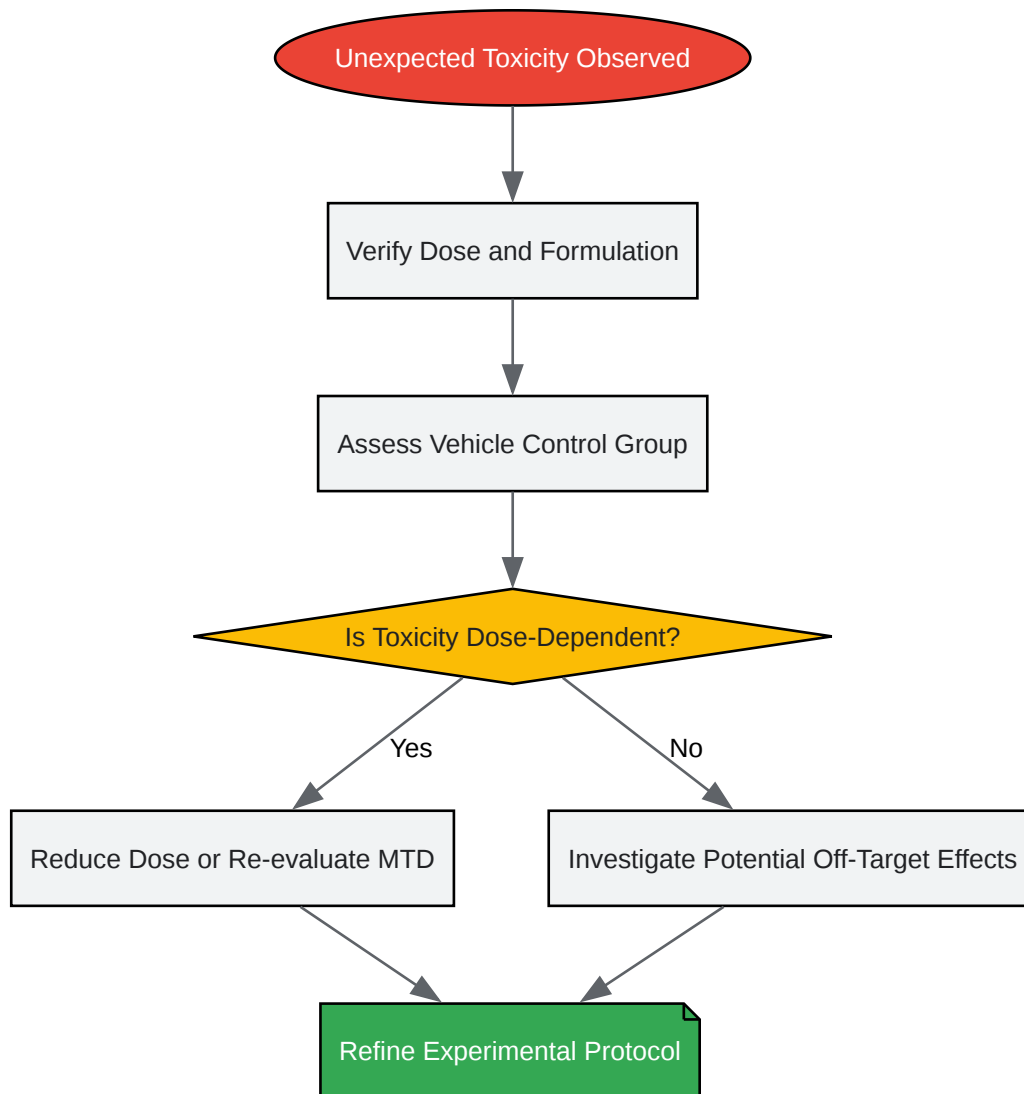 Unexpected Toxicity Observed
Verify Dose and Formulation
Assess Vehicle Control Group
Is Toxicity Dose-Dependent?
Yes
No
Reduce Dose or Re-evaluate MTD
Investigate Potential Off-Target Effects
Refine Experimental Protocol